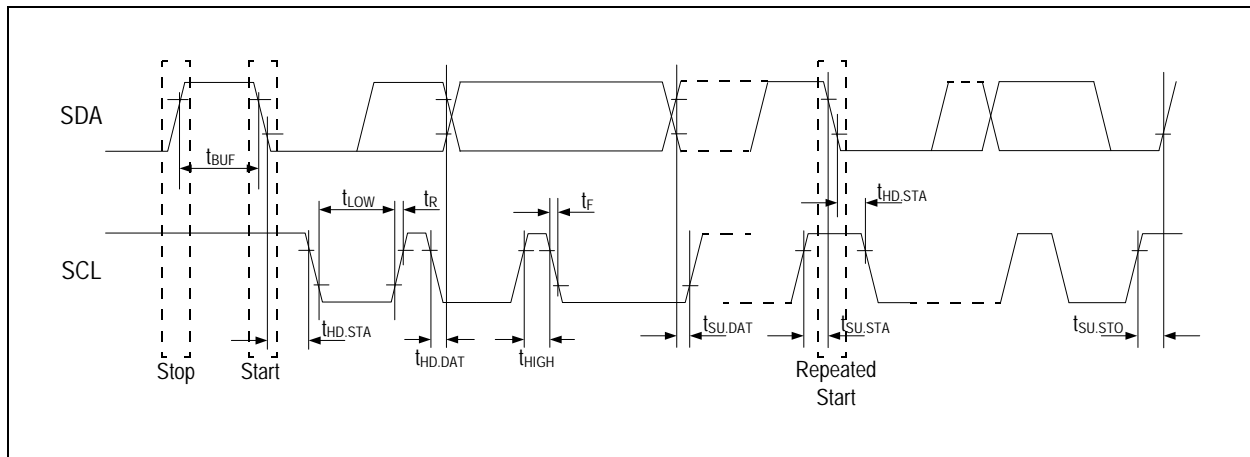 SDA
tBUF
tLOW
tR
tF
tHD.STA
SCL
tHD.STA
tHD.DAT
tHIGH
tSU.DAT
tSU.STA
tSU.STO
Stop
Start
Repeated
Start